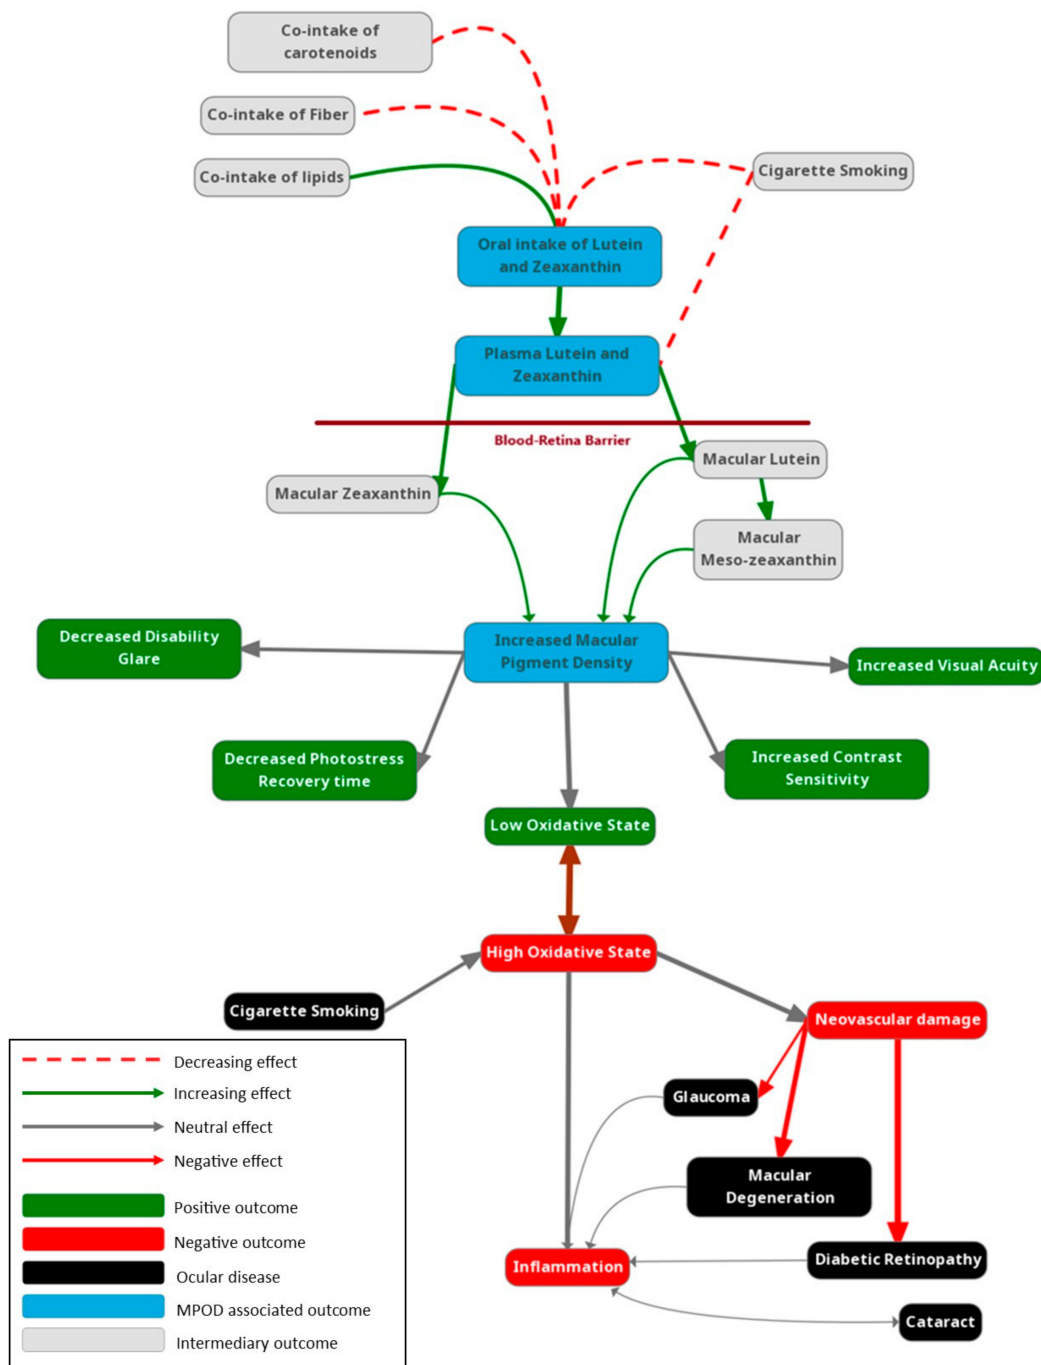 Co-intake of
carotenoids
Co-intake of Fiber
Co-intake of lipids
Cigarette Smoking
Oral intake of Lutein
and Zeaxanthin
Plasma Lutein and
Zeaxanthin
Blood-Retina Barrier
Macular Lutein
Macular Zeaxanthin
Macular
Meso-zeaxanthin
Decreased Disability
Glare
Increased Macular
Pigment Density
Increased Visual Acuity
Decreased Photostress
Recovery time
Increased Contrast
Sensitivity
Low Oxidative State
High Oxidative State
Cigarette Smoking
Neovascular damage
Glaucoma
Macular
Degeneration
Diabetic Retinopathy
Inflammation
Cataract
Decreasing effect
Increasing effect
Neutral effect
Negative effect
Positive outcome
Negative outcome
Ocular disease
MPOD associated outcome
Intermediary outcome